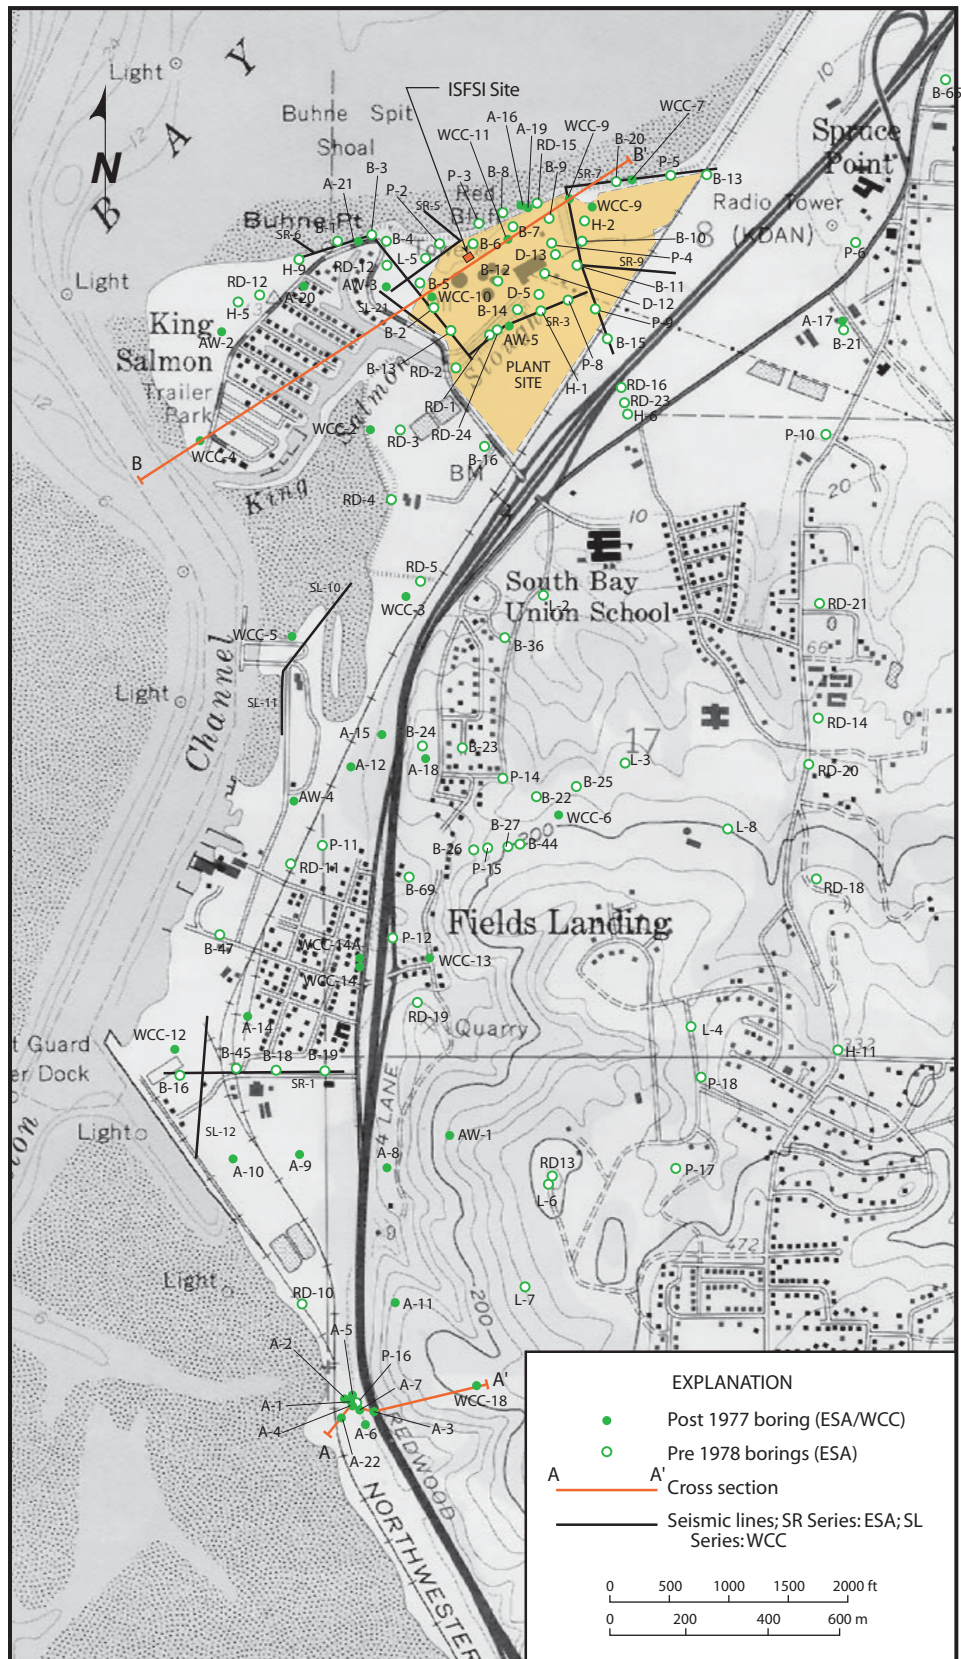 Light
B A Y
N
ISFSI Site
Buhne Spit
Shoal
A-16
WCC-11
A-19
WCC-9
WCC-7
RD-15
B-20
B-9
B'
P-5
B-13
B-65
Spruce
Point
Radio Tower
8 (KDAN)
10
B-3
A-21
P-2
P-3
B-8
SR-5
SR-7
Red
Buhne Pt
B-1
SR-6
B-4
L-5
B-6
B-7
WCC-9
H-2
B-10
P-4
P-6
H-9
RD-12
AW-3
A-20
RD-12
H-5
Light
B-5
WCC-10
SL-21
B-2
B-12
D-13
D-5
B-14
SR-9
B-11
D-12
SR-3
P-9
AW-5
B-15
A-17
B-21
King
Salmon
Trailer
Park
AW-2
B-13
RD-2
PLANT
SITE
P-8
H-1
RD-16
RD-23
H-6
RD-1
RD-24
Salmon
Slough
WCC-2
RD-3
WCC-4
B
B-16
BM
P-10
20
King
RD-4
10
South Bay
Union School
RD-5
WCC-3
L-2
RD-21
SL-10
WCC-5
B-36
SL-11
Light
Channel
A-15
B-24
B-23
A-18
A-12
17
L-3
RD-14
RD-20
P-14
B-25
B-22
AW-4
WCC-6
200
L-8
B-27
B-44
B-26
P-15
P-11
RD-11
B-69
RD-18
Fields Landing
B-47
P-12
WCC-14A
WCC-14
WCC-13
RD-19
Quarry
A-14
L-4
WCC-12
t Guard
er Dock
B-45
B-18
B-19
SR-1
B-16
332
H-11
P-18
4 LANE
Light
SL-12
A-10
A-9
A-8
AW-1
RD13
L-6
P-17
472
Light
RD-10
A-11
200
L-7
A-5
A-2
P-16
A-7
A'
WCC-18
A-1
A-4
A-6
A-3
A
A-22
REDWOOD
NORTHWESTER
EXPLANATION
Post 1977 boring (ESA/WCC)
Pre 1978 borings (ESA)
A A'
Cross section
Seismic lines; SR Series: ESA; SL
Series: WCC
0 500 1000 1500 2000 ft
0 200 400 600 m